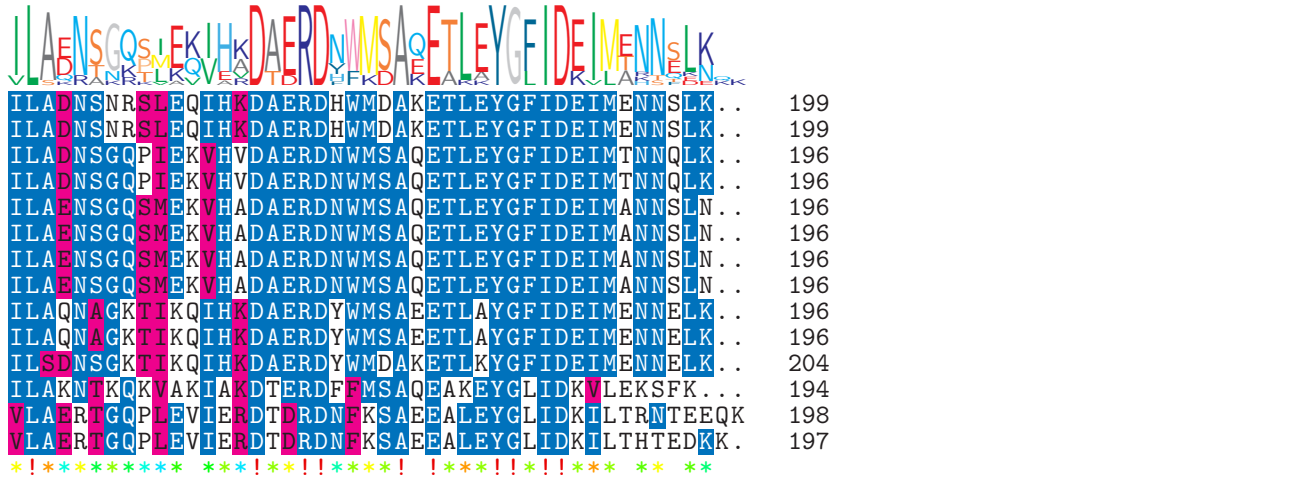 ILAENSGQSIEKIHKDAERDNWMSAQETLEYGFIDEIMENNSLK
ILADNSNRSLEQIHKDAERDHWMDAKETLEYGFIDEIMENNSLK.. 199
ILADNSNRSLEQIHKDAERDHWMDAKETLEYGFIDEIMENNSLK.. 199
ILADNSGQPIEKVHVDAERDNWMSAQETLEYGFIDEIMTNNQLK.. 196
ILADNSGQPIEKVHVDAERDNWMSAQETLEYGFIDEIMTNNQLK.. 196
ILAENSGQSMEKVHADAERDNWMSAQETLEYGFIDEIMANNSLN.. 196
ILAENSGQSMEKVHADAERDNWMSAQETLEYGFIDEIMANNSLN.. 196
ILAENSGQSMEKVHADAERDNWMSAQETLEYGFIDEIMANNSLN.. 196
ILAENSGQSMEKVHADAERDNWMSAQETLEYGFIDEIMANNSLN.. 196
ILAQNAGKTIKQIHKDAERDYWMSAEETLAYGFIDEIMENNELK.. 196
ILAQNAGKTIKQIHKDAERDYWMSAEETLAYGFIDEIMENNELK.. 196
ILSDNSGKTIKQIHKDAERDYWMDAKETLKYGFIDEIMENNELK.. 204
ILAKNTKQKVAKIAKDTERDFFMSAQEAKEYGLIDKVLEKSFK... 194
VLAERTGQPLEVIERDTDRDNFKSAEEALEYGLIDKILTRNTEEQK 198
VLAERTGQPLEVIERDTDRDNFKSAEEALEYGLIDKILTHTEDKK. 197
*!********* ***!**!!****! !***!!*!!*** ** **